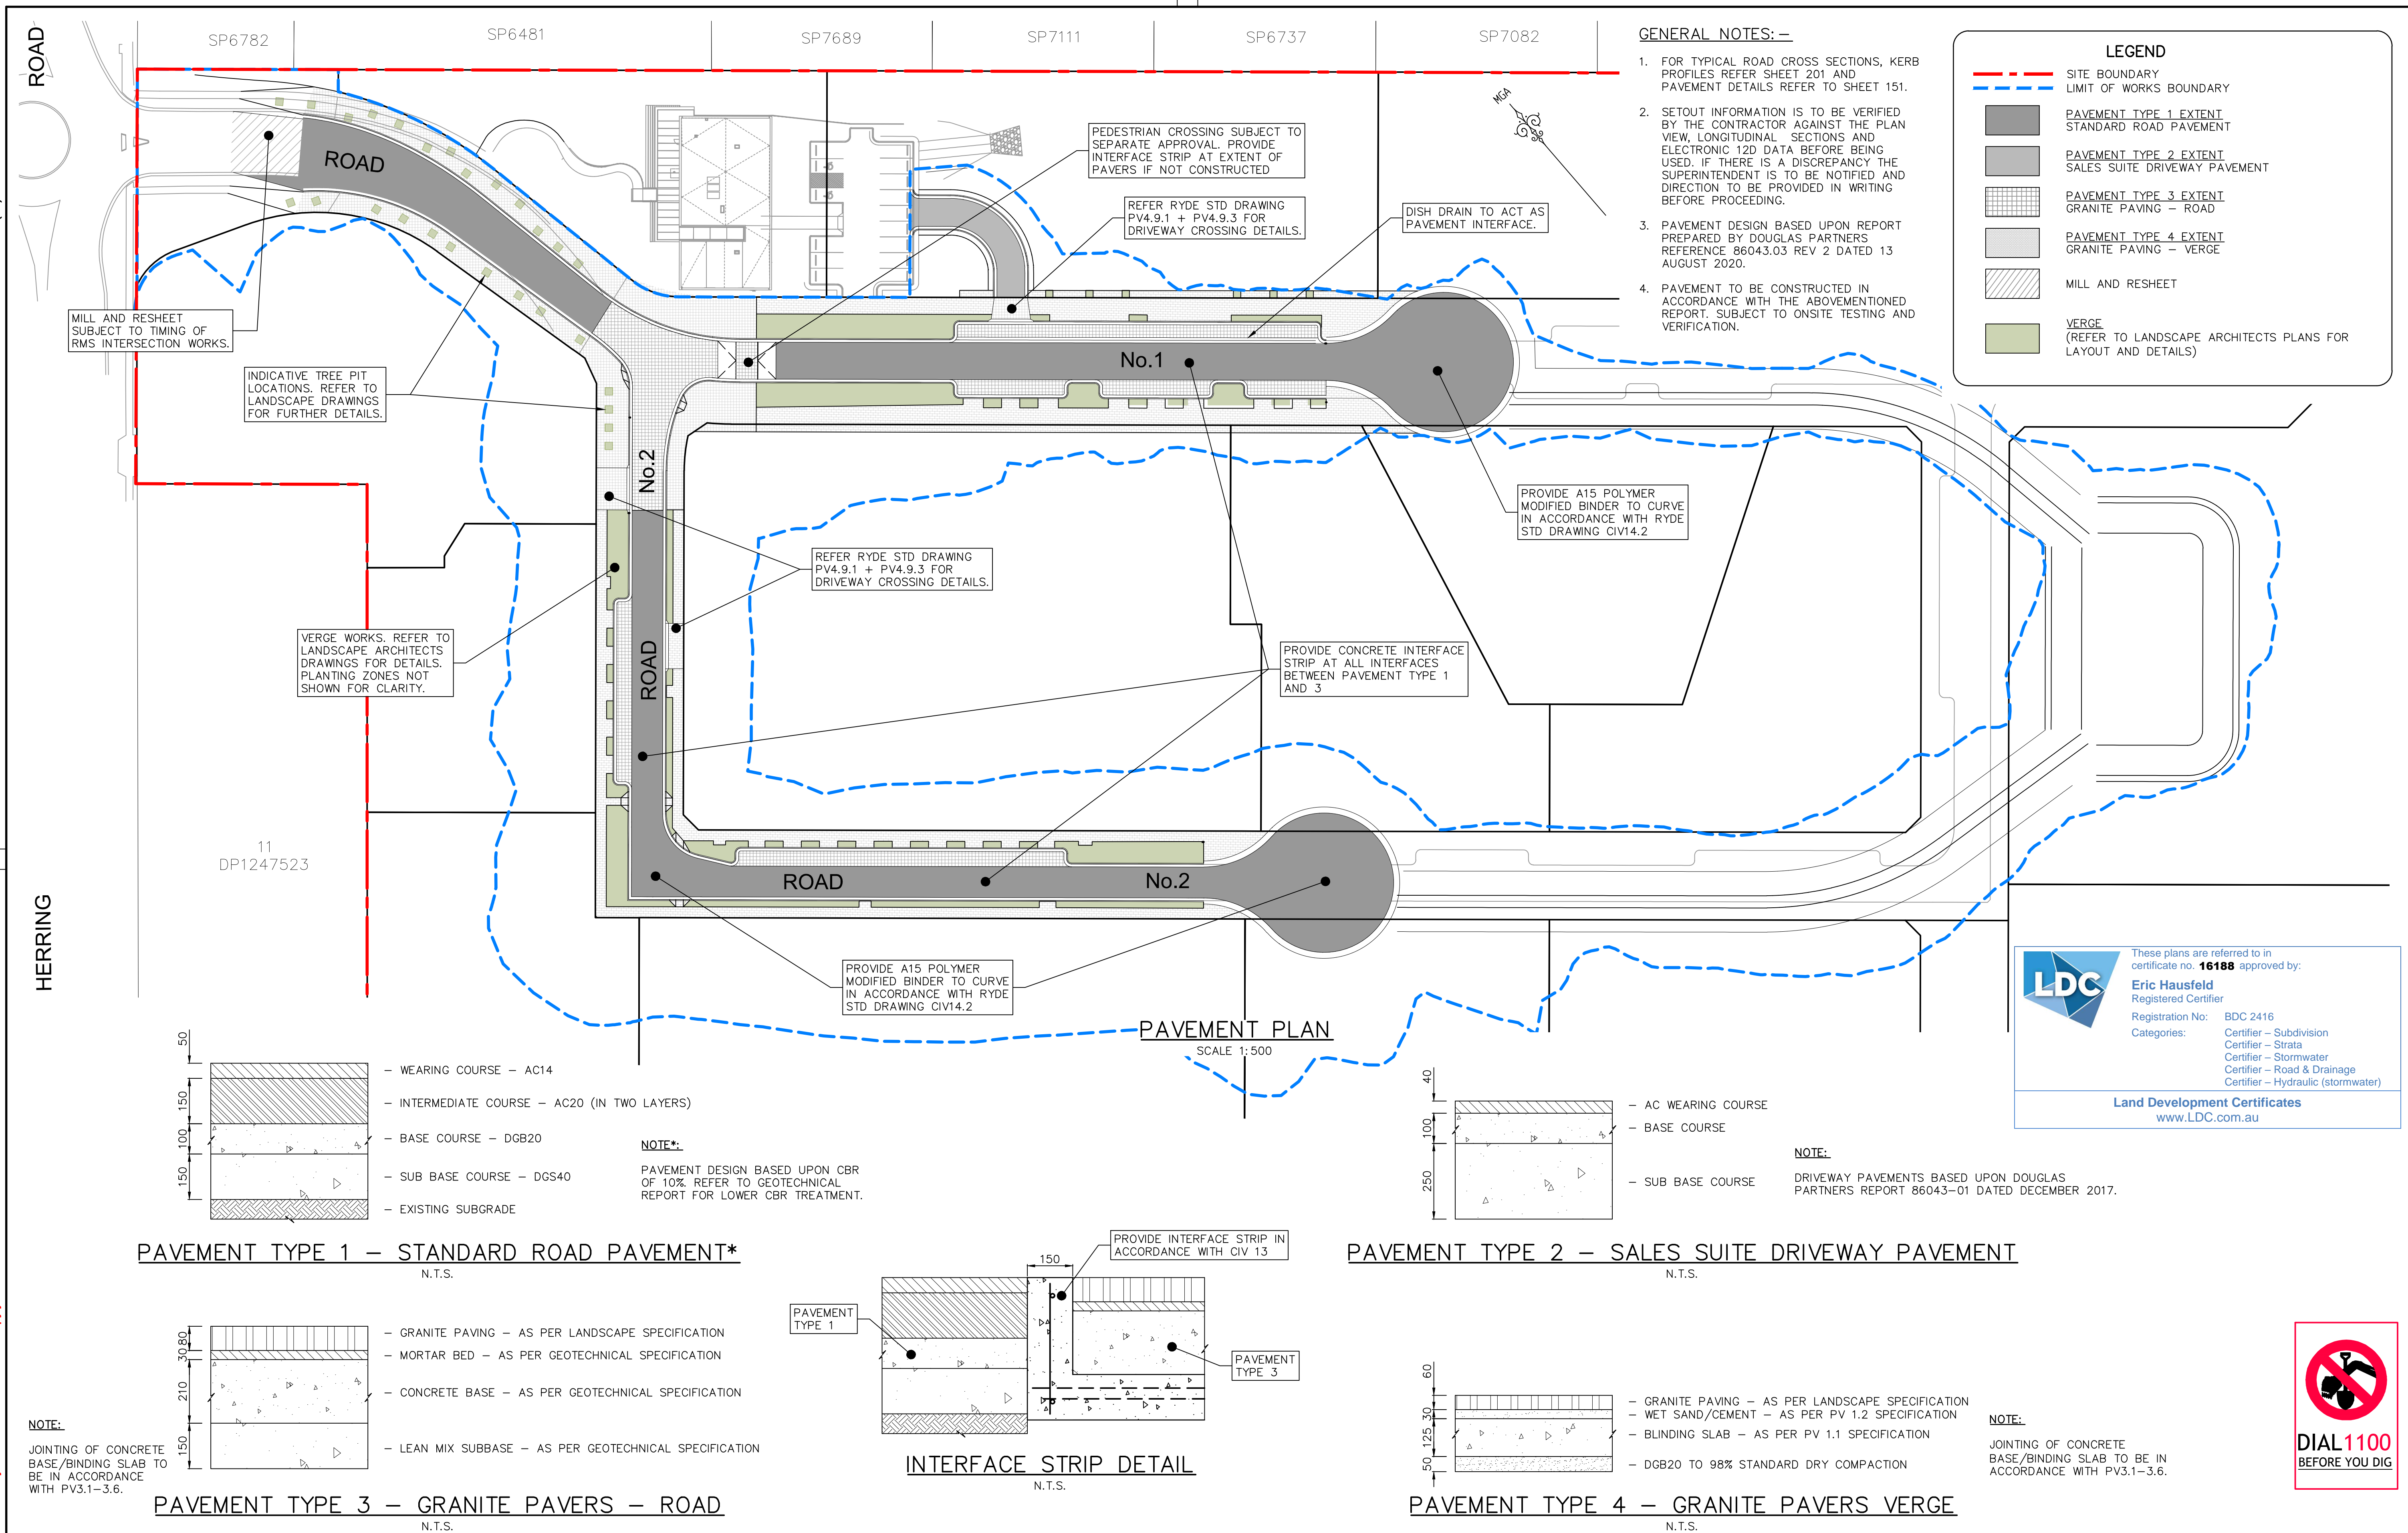 ROAD
SP6782
SP6481
SP7689
SP7111
SP6737
SP7082
GENERAL NOTES: –
1. FOR TYPICAL ROAD CROSS SECTIONS, KERB
PROFILES REFER SHEET 201 AND
PAVEMENT DETAILS REFER TO SHEET 151.
2. SETOUT INFORMATION IS TO BE VERIFIED
BY THE CONTRACTOR AGAINST THE PLAN
VIEW, LONGITUDINAL SECTIONS AND
ELECTRONIC 12D DATA BEFORE BEING
USED. IF THERE IS A DISCREPANCY THE
SUPERINTENDENT IS TO BE NOTIFIED AND
DIRECTION TO BE PROVIDED IN WRITING
BEFORE PROCEEDING.
3. PAVEMENT DESIGN BASED UPON REPORT
PREPARED BY DOUGLAS PARTNERS
REFERENCE 86043.03 REV 2 DATED 13
AUGUST 2020.
4. PAVEMENT TO BE CONSTRUCTED IN
ACCORDANCE WITH THE ABOVEMENTIONED
REPORT. SUBJECT TO ONSITE TESTING AND
VERIFICATION.
LEGEND
SITE BOUNDARY
LIMIT OF WORKS BOUNDARY
PAVEMENT TYPE 1 EXTENT
STANDARD ROAD PAVEMENT
PAVEMENT TYPE 2 EXTENT
SALES SUITE DRIVEWAY PAVEMENT
PAVEMENT TYPE 3 EXTENT
GRANITE PAVING – ROAD
PAVEMENT TYPE 4 EXTENT
GRANITE PAVING – VERGE
MILL AND RESHEET
VERGE
(REFER TO LANDSCAPE ARCHITECTS PLANS FOR
LAYOUT AND DETAILS)
MGA
PEDESTRIAN CROSSING SUBJECT TO
SEPARATE APPROVAL. PROVIDE
INTERFACE STRIP AT EXTENT OF
PAVERS IF NOT CONSTRUCTED
REFER RYDE STD DRAWING
PV4.9.1 + PV4.9.3 FOR
DRIVEWAY CROSSING DETAILS.
DISH DRAIN TO ACT AS
PAVEMENT INTERFACE.
ROAD
MILL AND RESHEET
SUBJECT TO TIMING OF
RMS INTERSECTION WORKS.
No.1
INDICATIVE TREE PIT
LOCATIONS. REFER TO
LANDSCAPE DRAWINGS
FOR FURTHER DETAILS.
No.2
PROVIDE A15 POLYMER
MODIFIED BINDER TO CURVE
IN ACCORDANCE WITH RYDE
STD DRAWING CIV14.2
REFER RYDE STD DRAWING
PV4.9.1 + PV4.9.3 FOR
DRIVEWAY CROSSING DETAILS.
VERGE WORKS. REFER TO
LANDSCAPE ARCHITECTS
DRAWINGS FOR DETAILS.
PLANTING ZONES NOT
SHOWN FOR CLARITY.
ROAD
PROVIDE CONCRETE INTERFACE
STRIP AT ALL INTERFACES
BETWEEN PAVEMENT TYPE 1
AND 3
11
DP1247523
ROAD
No.2
HERRING
PROVIDE A15 POLYMER
MODIFIED BINDER TO CURVE
IN ACCORDANCE WITH RYDE
STD DRAWING CIV14.2
PAVEMENT PLAN
SCALE 1:500
LDC
These plans are referred to in
certificate no. 16188 approved by:
Eric Hausfeld
Registered Certifier
Registration No: BDC 2416
Categories: Certifier – Subdivision
Certifier – Strata
Certifier – Stormwater
Certifier – Road & Drainage
Certifier – Hydraulic (stormwater)
Land Development Certificates
www.LDC.com.au
50
150
100
150
– WEARING COURSE – AC14
– INTERMEDIATE COURSE – AC20 (IN TWO LAYERS)
– BASE COURSE – DGB20
– SUB BASE COURSE – DGS40
– EXISTING SUBGRADE
NOTE*:
PAVEMENT DESIGN BASED UPON CBR
OF 10%. REFER TO GEOTECHNICAL
REPORT FOR LOWER CBR TREATMENT.
PAVEMENT TYPE 1 – STANDARD ROAD PAVEMENT*
N.T.S.
40
100
250
– AC WEARING COURSE
– BASE COURSE
– SUB BASE COURSE
NOTE:
DRIVEWAY PAVEMENTS BASED UPON DOUGLAS
PARTNERS REPORT 86043–01 DATED DECEMBER 2017.
PAVEMENT TYPE 2 – SALES SUITE DRIVEWAY PAVEMENT
N.T.S.
80
30
210
150
– GRANITE PAVING – AS PER LANDSCAPE SPECIFICATION
– MORTAR BED – AS PER GEOTECHNICAL SPECIFICATION
– CONCRETE BASE – AS PER GEOTECHNICAL SPECIFICATION
– LEAN MIX SUBBASE – AS PER GEOTECHNICAL SPECIFICATION
NOTE:
JOINTING OF CONCRETE
BASE/BINDING SLAB TO
BE IN ACCORDANCE
WITH PV3.1–3.6.
PAVEMENT TYPE 3 – GRANITE PAVERS – ROAD
N.T.S.
PROVIDE INTERFACE STRIP IN
ACCORDANCE WITH CIV 13
150
PAVEMENT
TYPE 1
PAVEMENT
TYPE 3
INTERFACE STRIP DETAIL
N.T.S.
60
30
125
50
– GRANITE PAVING – AS PER LANDSCAPE SPECIFICATION
– WET SAND/CEMENT – AS PER PV 1.2 SPECIFICATION
– BLINDING SLAB – AS PER PV 1.1 SPECIFICATION
– DGB20 TO 98% STANDARD DRY COMPACTION
NOTE:
JOINTING OF CONCRETE
BASE/BINDING SLAB TO BE IN
ACCORDANCE WITH PV3.1–3.6.
PAVEMENT TYPE 4 – GRANITE PAVERS VERGE
N.T.S.
DIAL1100
BEFORE YOU DIG